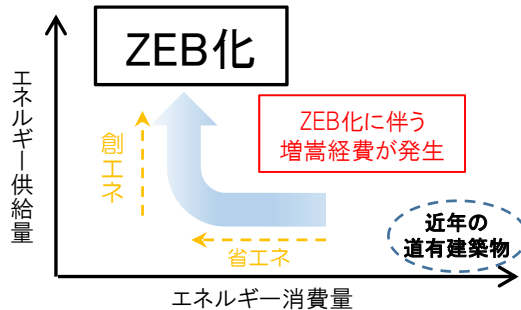 ZEB化
エネルギー供給量
創エネ
ZEB化に伴う
増嵩経費が発生
省エネ
近年の
道有建築物
エネルギー消費量